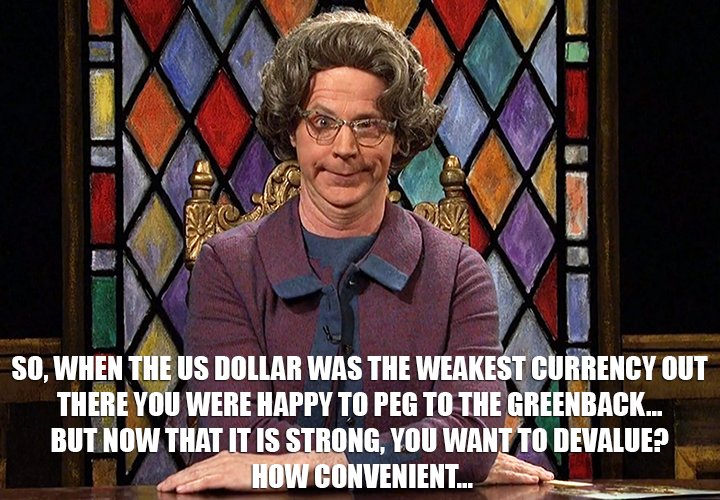 SO, WHEN THE US DOLLAR WAS THE WEAKEST CURRENCY OUT
THERE YOU WERE HAPPY TO PEG TO THE GREENBACK...
BUT NOW THAT IT IS STRONG, YOU WANT TO DEVALUE?
HOW CONVENIENT...